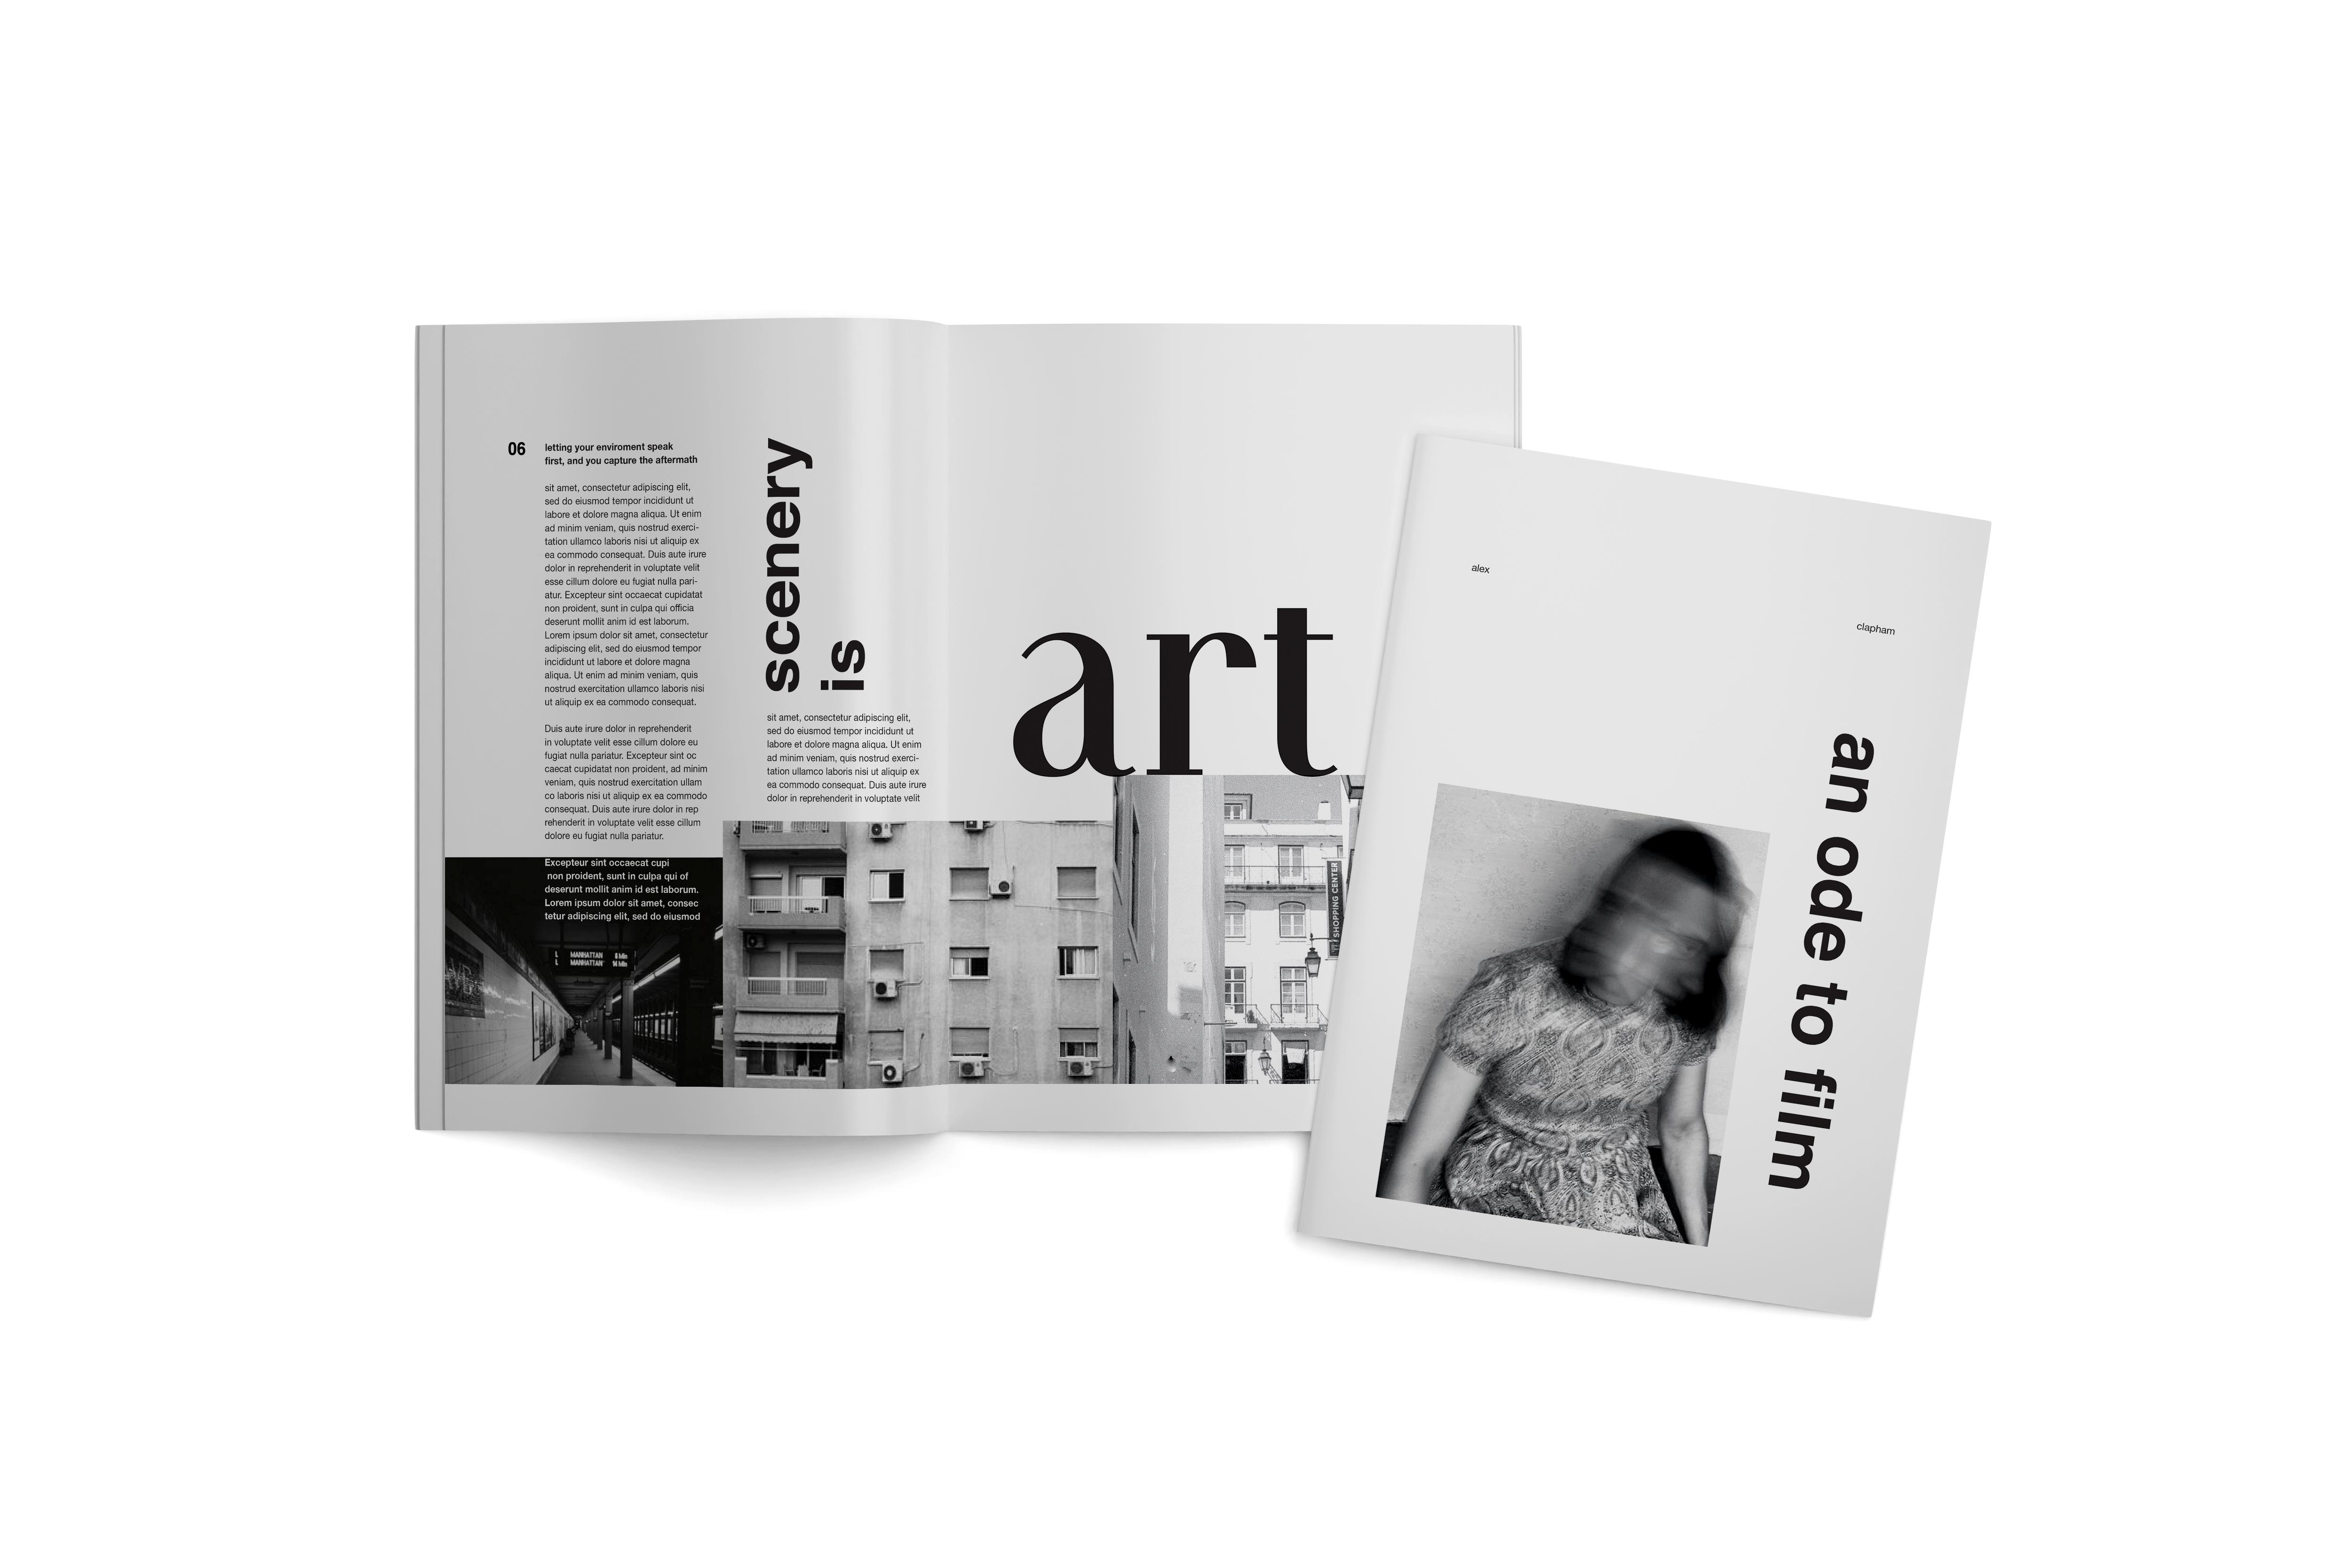 06
letting your enviroment speak
first, and you capture the aftermath
sit amet, consectetur adipiscing elit,
sed do eiusmod tempor incididunt ut
labore et dolore magna aliqua. Ut enim
ad minim veniam, quis nostrud exerci-
tation ullamco laboris nisi ut aliquip ex
ea commodo consequat. Duis aute irure
dolor in reprehenderit in voluptate velit
esse cillum dolore eu fugiat nulla pari-
atur. Excepteur sint occaecat cupidatat
non proident, sunt in culpa qui officia
deserunt mollit anim id est laborum.
Lorem ipsum dolor sit amet, consectetur
adipiscing elit, sed do eiusmod tempor
incididunt ut labore et dolore magna
aliqua. Ut enim ad minim veniam, quis
nostrud exercitation ullamco laboris nisi
ut aliquip ex ea commodo consequat.
Duis aute irure dolor in reprehenderit
in voluptate velit esse cillum dolore eu
fugiat nulla pariatur. Excepteur sint oc
caecat cupidatat non proident, ad minim
veniam, quis nostrud exercitation ullam
co laboris nisi ut aliquip ex ea commodo
consequat. Duis aute irure dolor in rep
rehenderit in voluptate velit esse cillum
dolore eu fugiat nulla pariatur.
Excepteur sint occaecat cupi
non proident, sunt in culpa qui of
deserunt mollit anim id est laborum.
Lorem ipsum dolor sit amet, consec
tetur adipiscing elit, sed do eiusmod
L MANHATTAN 8 Min
L MANHATTAN 14 Min
scenery
is
sit amet, consectetur adipiscing elit,
sed do eiusmod tempor incididunt ut
labore et dolore magna aliqua. Ut enim
ad minim veniam, quis nostrud exerci-
tation ullamco laboris nisi ut aliquip ex
ea commodo consequat. Duis aute irure
dolor in reprehenderit in voluptate velit
art
SHOPPING CENTER
alex
clapham
an ode to film